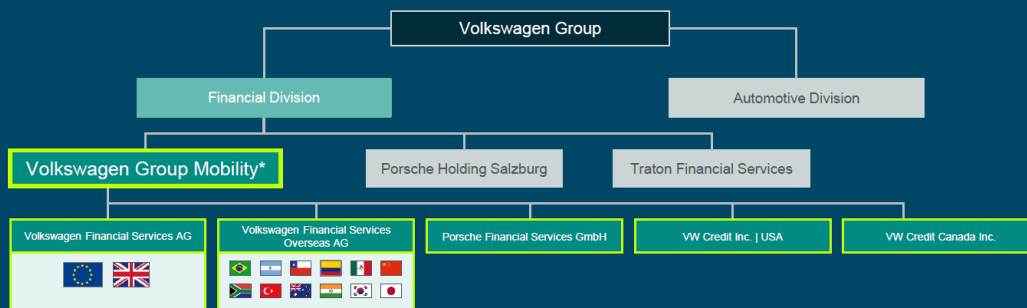 Volkswagen Group
Financial Division
Automotive Division
Volkswagen Group Mobility*
Porsche Holding Salzburg
Traton Financial Services
Volkswagen Financial Services AG
Volkswagen Financial Services
Overseas AG
Porsche Financial Services GmbH
VW Credit Inc. | USA
VW Credit Canada Inc.